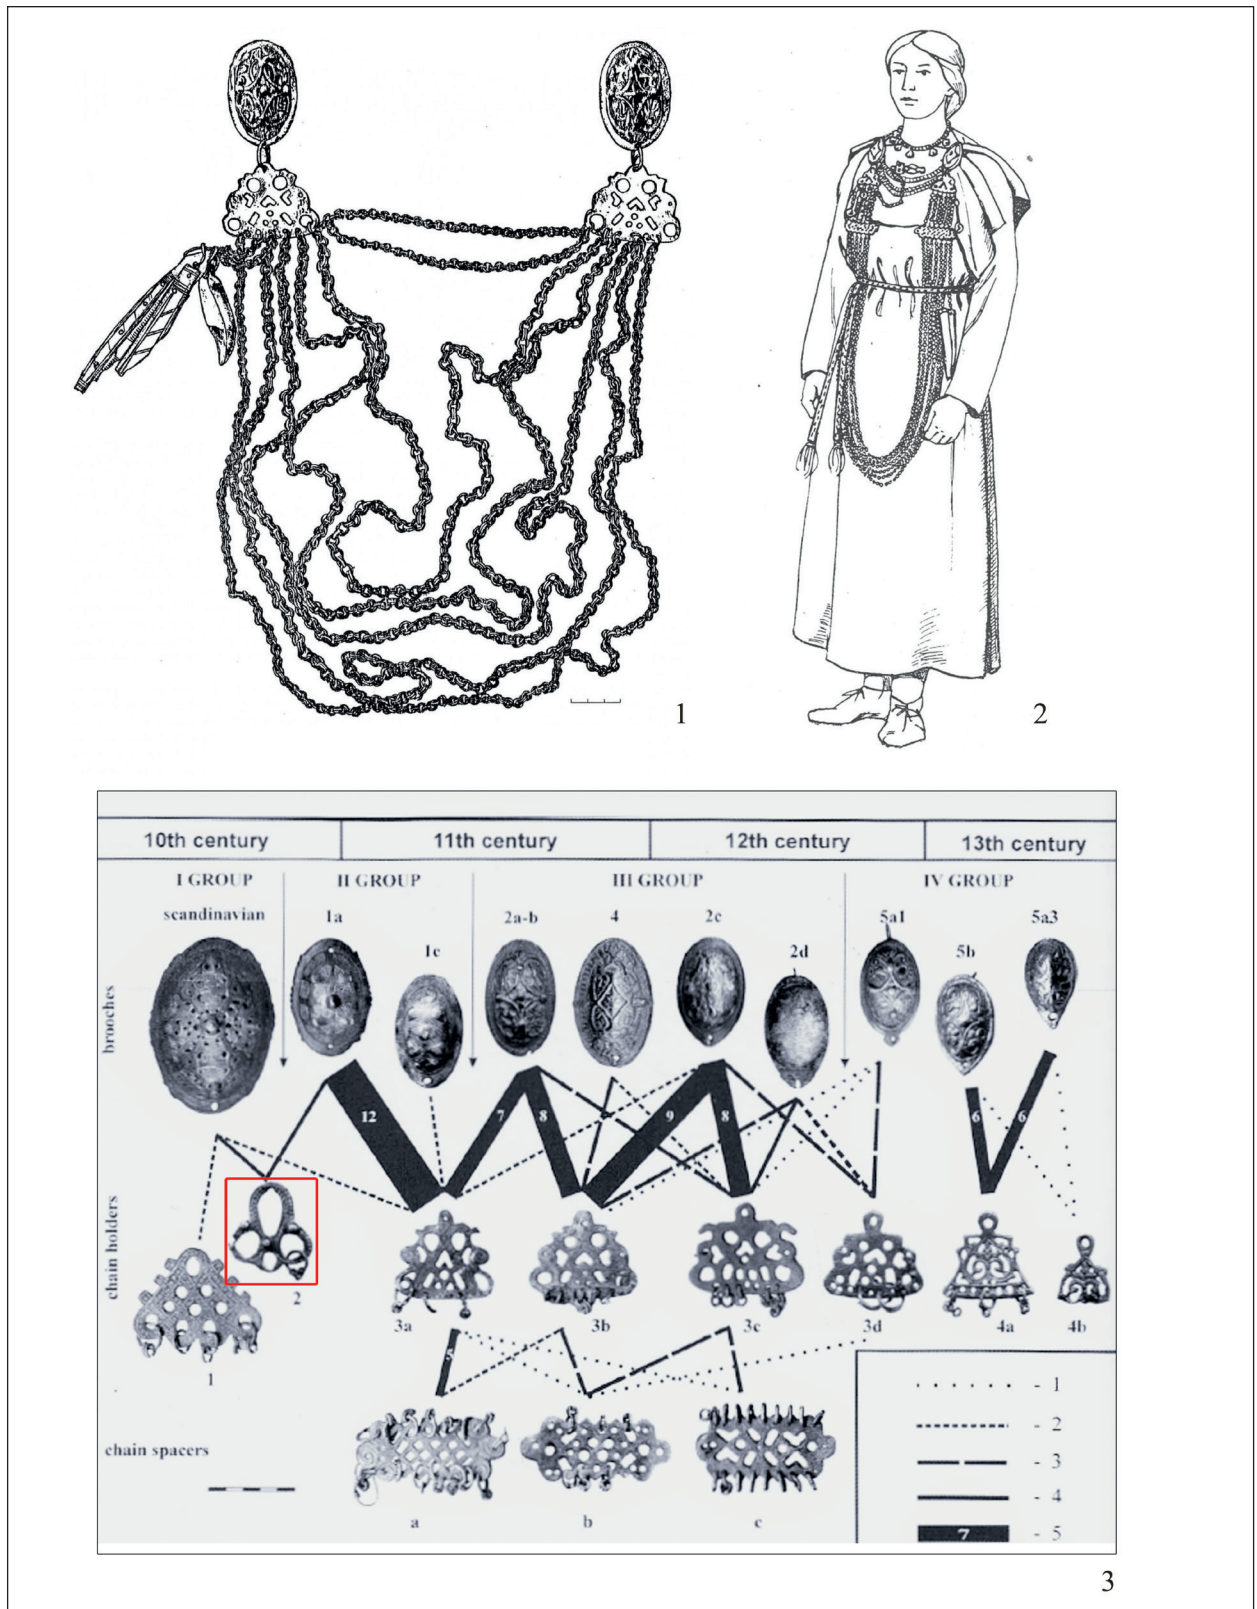 1
2
10th century 11th century 12th century 13th century
I GROUP II GROUP III GROUP IV GROUP
scandinavian 1a 2a-b 4 2c 5a1 5a3
1c 2d 5b
brooches
12 7 8 9 8 6 6
chain holders
2
3a 3b 3c 3d 4a 4b
1
5
- 1
- 2
chain spacers
- 3
- 4
a b c
7 - 5
3